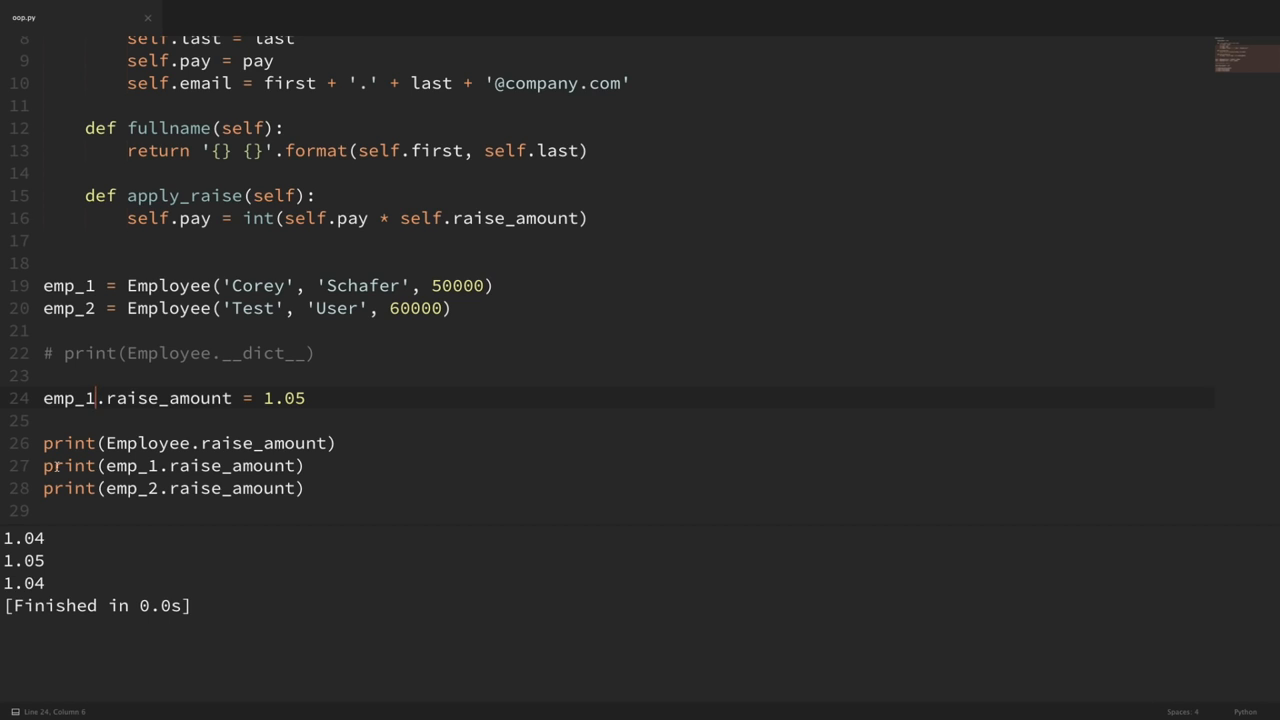 oop.py ×
8 self.last = last
9 self.pay = pay
10 self.email = first + '.' + last + '@company.com'
11
12 def fullname(self):
13 return '{} {}'.format(self.first, self.last)
14
15 def apply_raise(self):
16 self.pay = int(self.pay * self.raise_amount)
17
18
19 emp_1 = Employee('Corey', 'Schafer', 50000)
20 emp_2 = Employee('Test', 'User', 60000)
21
22 # print(Employee.__dict__)
23
24 emp_1.raise_amount = 1.05
25
26 print(Employee.raise_amount)
27 print(emp_1.raise_amount)
28 print(emp_2.raise_amount)
29
1.04
1.05
1.04
[Finished in 0.0s]
Line 24, Column 6 Spaces: 4 Python